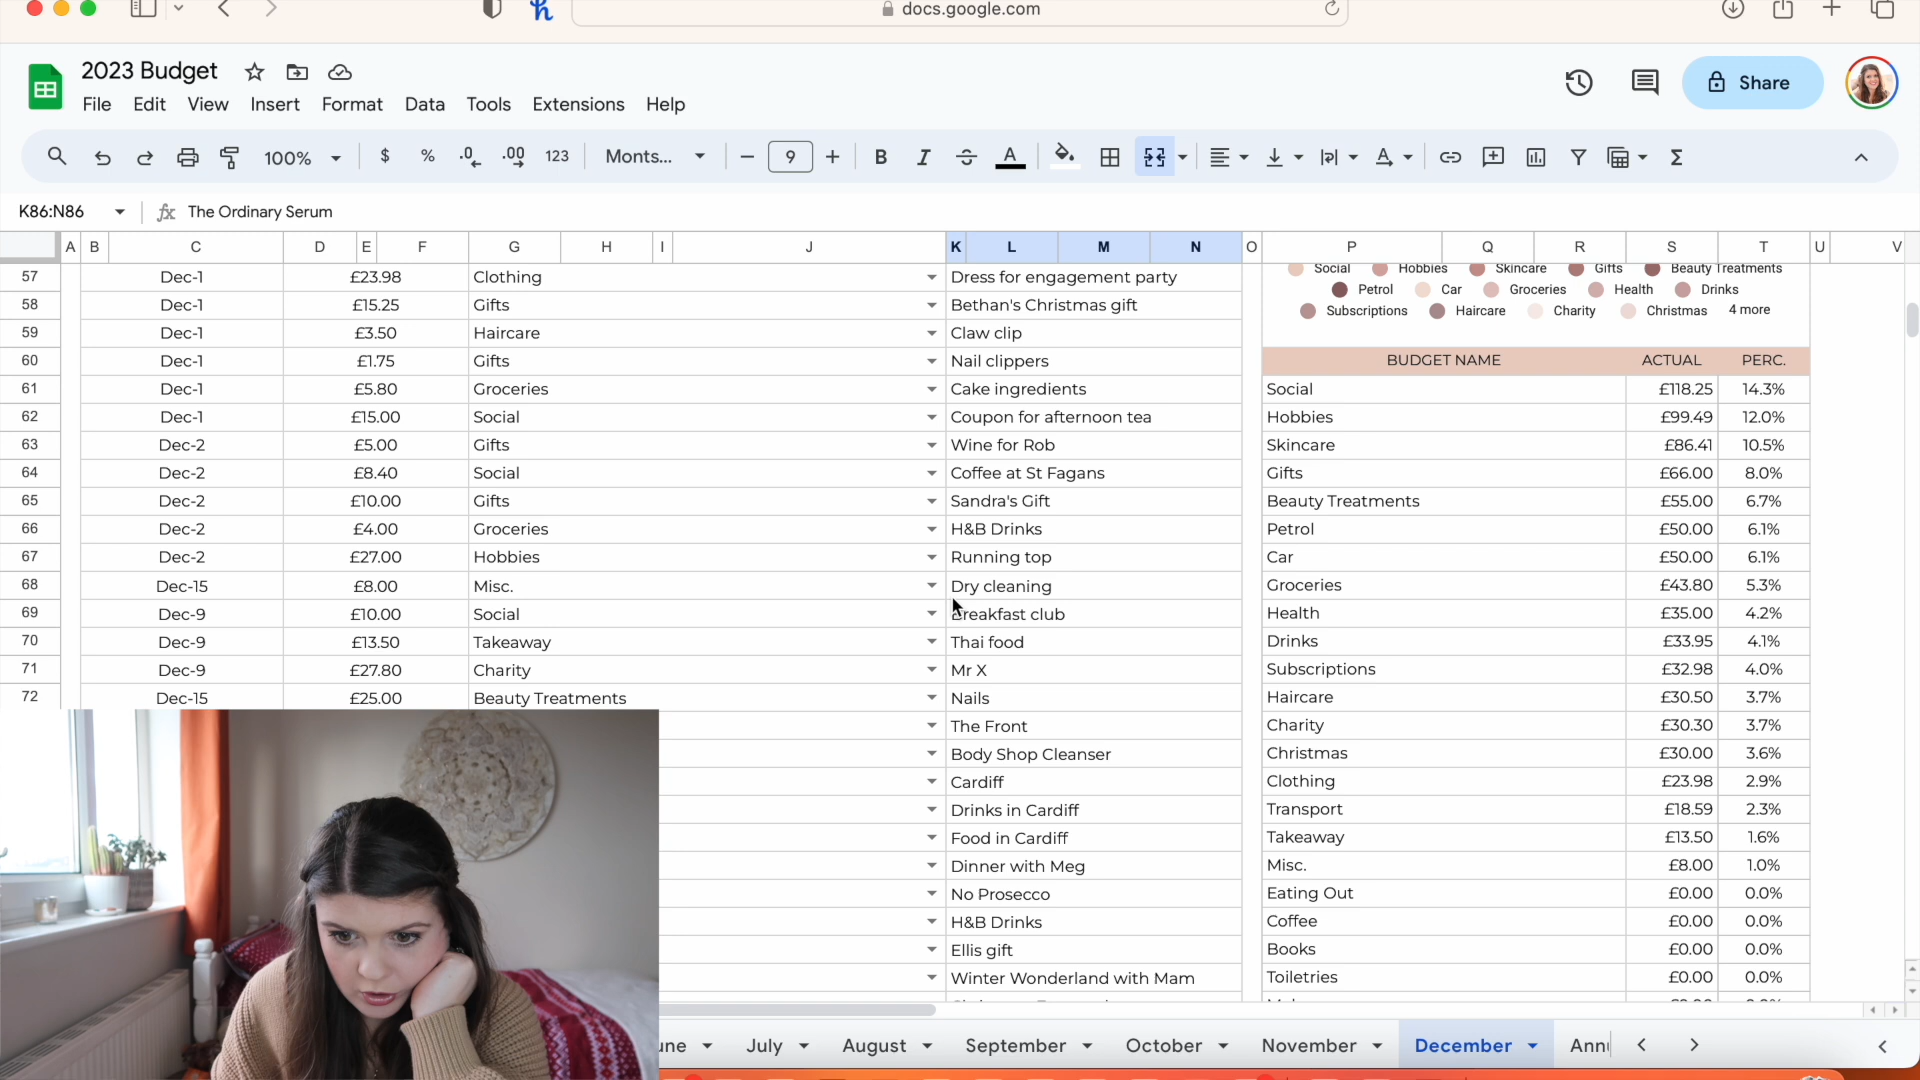 docs.google.com
2023 Budget
File Edit View Insert Format Data Tools Extensions Help
Share
100% $ % .0 .00 123 Monts... 9 B I A
K86:N86 fx The Ordinary Serum
A B C D E F G H I J K L M N O P Q R S T U V
57 Dec-1 £23.98 Clothing Dress for engagement party
Social Hobbies Skincare Gifts Beauty Treatments
Petrol Car Groceries Health Drinks
Subscriptions Haircare Charity Christmas 4 more
58 Dec-1 £15.25 Gifts Bethan's Christmas gift
59 Dec-1 £3.50 Haircare Claw clip
60 Dec-1 £1.75 Gifts Nail clippers BUDGET NAME ACTUAL PERC.
61 Dec-1 £5.80 Groceries Cake ingredients Social £118.25 14.3%
62 Dec-1 £15.00 Social Coupon for afternoon tea Hobbies £99.49 12.0%
63 Dec-2 £5.00 Gifts Wine for Rob Skincare £86.41 10.5%
64 Dec-2 £8.40 Social Coffee at St Fagans Gifts £66.00 8.0%
65 Dec-2 £10.00 Gifts Sandra's Gift Beauty Treatments £55.00 6.7%
66 Dec-2 £4.00 Groceries H&B Drinks Petrol £50.00 6.1%
67 Dec-2 £27.00 Hobbies Running top Car £50.00 6.1%
68 Dec-15 £8.00 Misc. Dry cleaning Groceries £43.80 5.3%
69 Dec-9 £10.00 Social Breakfast club Health £35.00 4.2%
70 Dec-9 £13.50 Takeaway Thai food Drinks £33.95 4.1%
71 Dec-9 £27.80 Charity Mr X Subscriptions £32.98 4.0%
72 Dec-15 £25.00 Beauty Treatments Nails Haircare £30.50 3.7%
The Front Charity £30.30 3.7%
Body Shop Cleanser Christmas £30.00 3.6%
Cardiff Clothing £23.98 2.9%
Drinks in Cardiff Transport £18.59 2.3%
Food in Cardiff Takeaway £13.50 1.6%
Dinner with Meg Misc. £8.00 1.0%
No Prosecco Eating Out £0.00 0.0%
H&B Drinks Coffee £0.00 0.0%
Ellis gift Books £0.00 0.0%
Winter Wonderland with Mam Toiletries £0.00 0.0%
July August September October November December